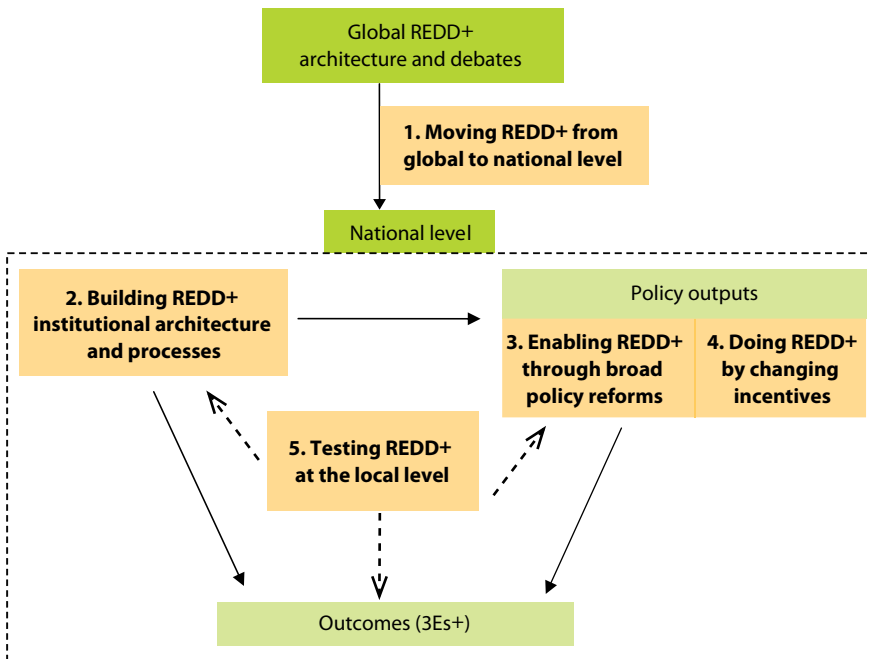 Global REDD+
architecture and debates
1. Moving REDD+ from
global to national level
National level
2. Building REDD+
institutional architecture
and processes
Policy outputs
3. Enabling REDD+
through broad
policy reforms
4. Doing REDD+
by changing
incentives
5. Testing REDD+
at the local level
Outcomes (3Es+)